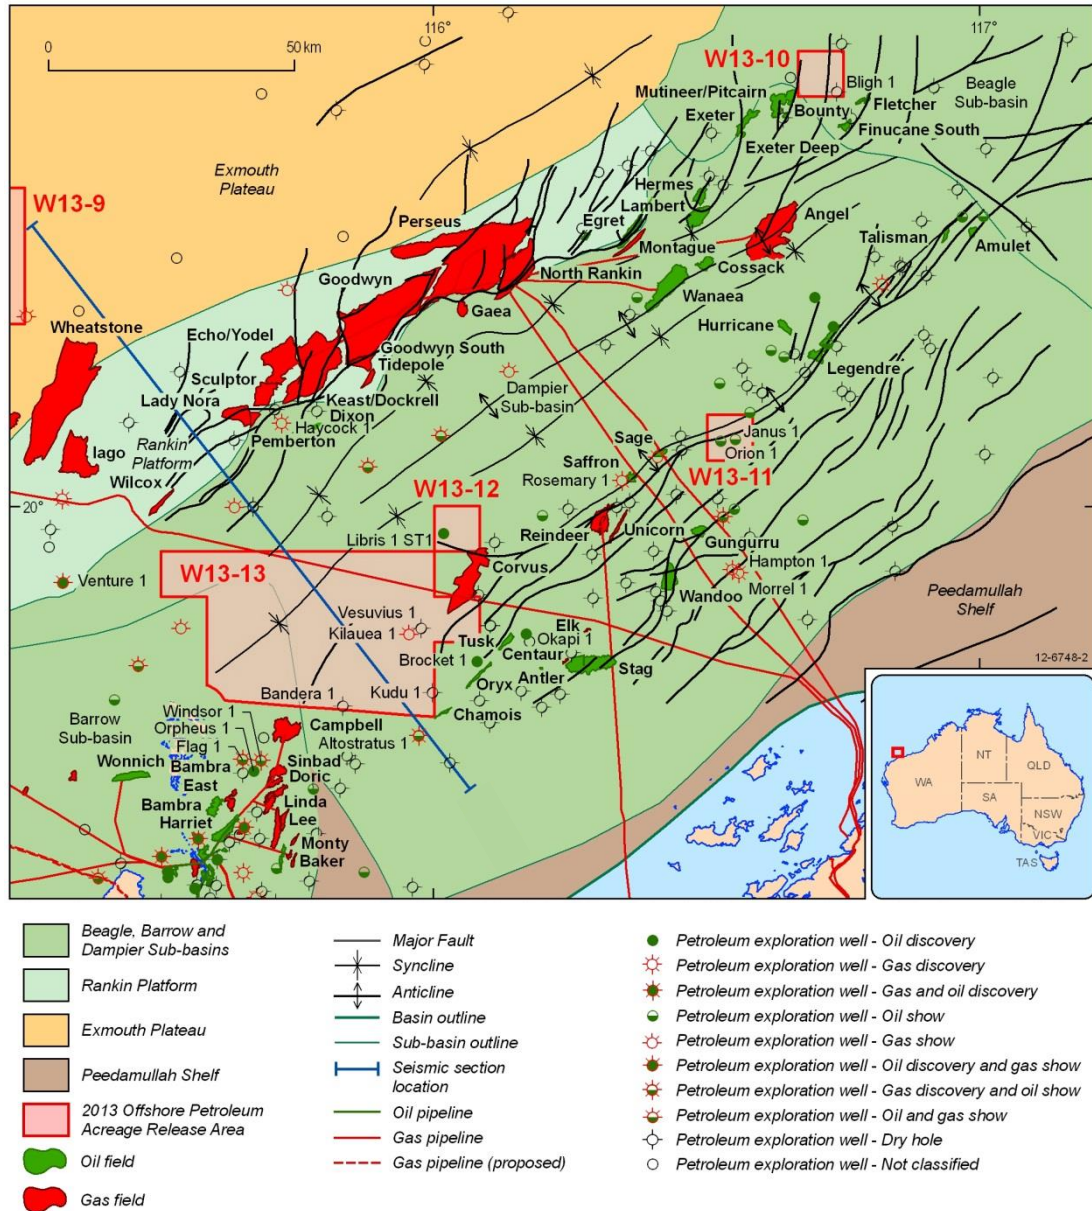 116°
117°
0
50 km
W13-10
Bligh 1
Beagle
Sub-basin
Mutineer/Pitcairn
Bounty
Fletcher
Exeter
Finucane South
Exeter Deep
Exmouth
Plateau
W13-9
Hermes
Lambert
Perseus
Egret
Angel
Montague
Talisman
Amulet
Goodwyn
North Rankin
Cossack
Gaea
Wanaea
Wheatstone
Echo/Yodel
Hurricane
Goodwyn South
Tidepole
Sculptor
Legendre
Dampier
Sub-basin
Lady Nora
Keast/Dockrell
Dixon
Haycock 1
Pemberton
Rankin
Platform
Iago
Wilcox
Sage
Janus 1
Orion 1
Saffron
Rosemary 1
W13-11
20°
W13-12
Libris 1 ST1
Reindeer
Unicorn
Gungurru
Corvus
Hampton 1
W13-13
Venture 1
Wandoo
Morrel 1
Peedamullah
Shelf
Vesuvius 1
Kilauea 1
Tusk
Elk
Okapi 1
Brocket 1
Centaur
Stag
12-6748-2
Oryx
Antler
Bandera 1
Kudu 1
Chamois
Windsor 1
Orpheus 1
Campbell
Altostratus 1
Barrow
Sub-basin
Flag 1
Wonnich
Bambra
East
Sinbad
Doric
Bambra
Linda
Harriet
Lee
Monty
Baker
WA
NT
QLD
SA
NSW
VIC
TAS
Beagle, Barrow and
Dampier Sub-basins
Rankin Platform
Exmouth Plateau
Peedamullah Shelf
2013 Offshore Petroleum
Acreage Release Area
Oil field
Gas field
Major Fault
Syncline
Anticline
Basin outline
Sub-basin outline
Seismic section
location
Oil pipeline
Gas pipeline
Gas pipeline (proposed)
Petroleum exploration well - Oil discovery
Petroleum exploration well - Gas discovery
Petroleum exploration well - Gas and oil discovery
Petroleum exploration well - Oil show
Petroleum exploration well - Gas show
Petroleum exploration well - Oil discovery and gas show
Petroleum exploration well - Gas discovery and oil show
Petroleum exploration well - Oil and gas show
Petroleum exploration well - Dry hole
Petroleum exploration well - Not classified